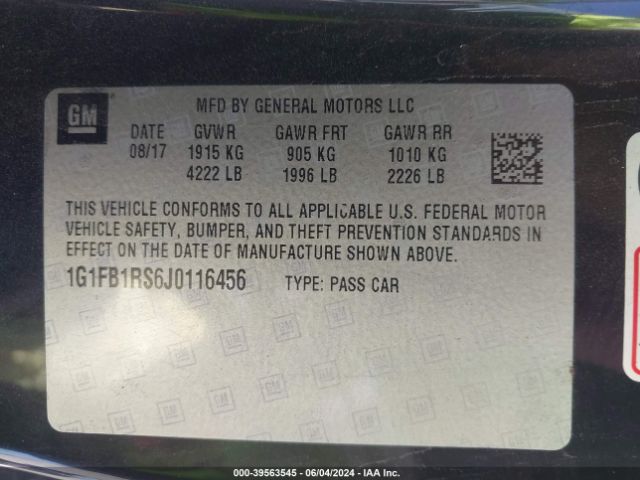 GM
MFD BY GENERAL MOTORS LLC
DATE GVWR GAWR FRT GAWR RR
08/17 1915 KG 905 KG 1010 KG
4222 LB 1996 LB 2226 LB
THIS VEHICLE CONFORMS TO ALL APPLICABLE U.S. FEDERAL MOTOR
VEHICLE SAFETY, BUMPER, AND THEFT PREVENTION STANDARDS IN
EFFECT ON THE DATE OF MANUFACTURE SHOWN ABOVE.
1G1FB1RS6J0116456 TYPE: PASS CAR
000-39563545 - 06/04/2024 - IAA Inc.